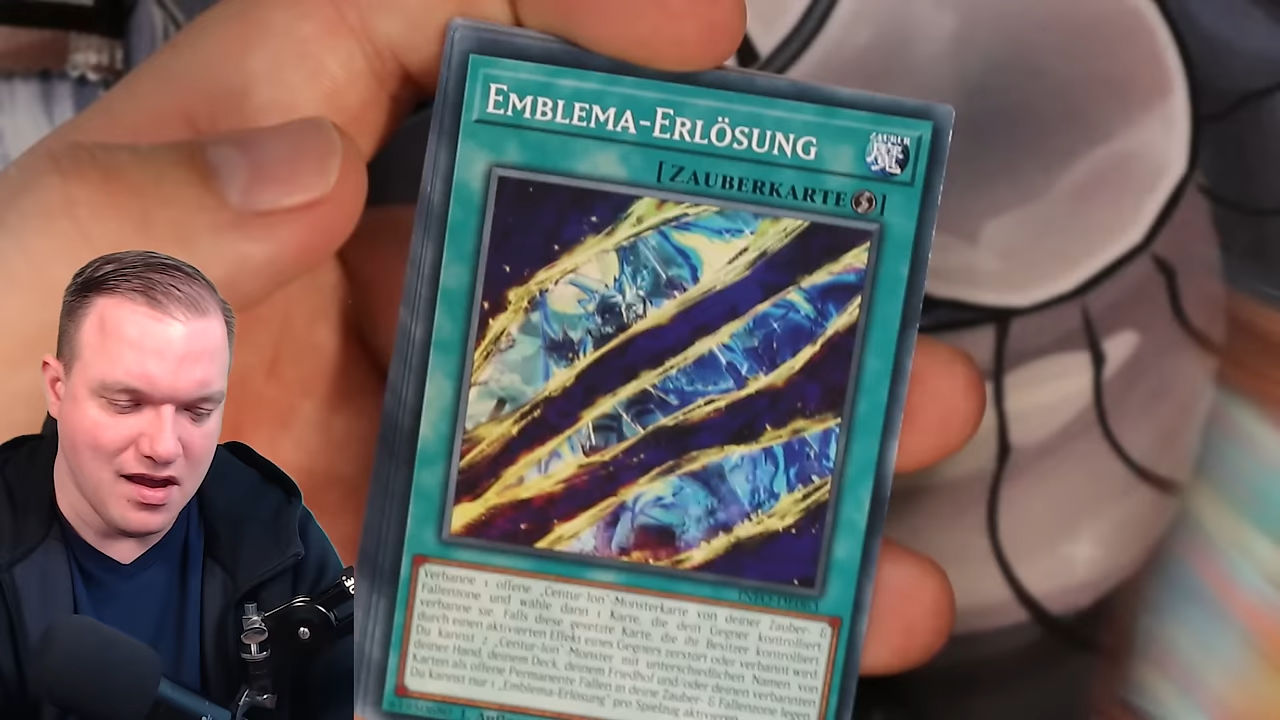 EMBLEMA-ERLÖSUNG
ZAUBER
[ZAUBERKARTE]
Verbanne 1 offene „Centur-Ion"-Monsterkarte von deiner Zauber- &
Fallenzone und wähle dann 1 Karte, die dein Gegner kontrolliert;
verbanne sie. Falls diese gesetzte Karte, die ihr Besitzer kontrolliert
durch einen aktivierten Effekt eines Gegners zerstört oder verbannt wird:
Du kannst 2 „Centur-Ion"-Monster mit unterschiedlichen Namen von
deiner Hand, deinem Deck, deinem Friedhof und/oder deinen verbannten
Karten als offene Permanente Fallen in deine Zauber- & Fallenzone legen.
Du kannst nur 1 „Emblema-Erlösung" pro Spielzug aktivieren.